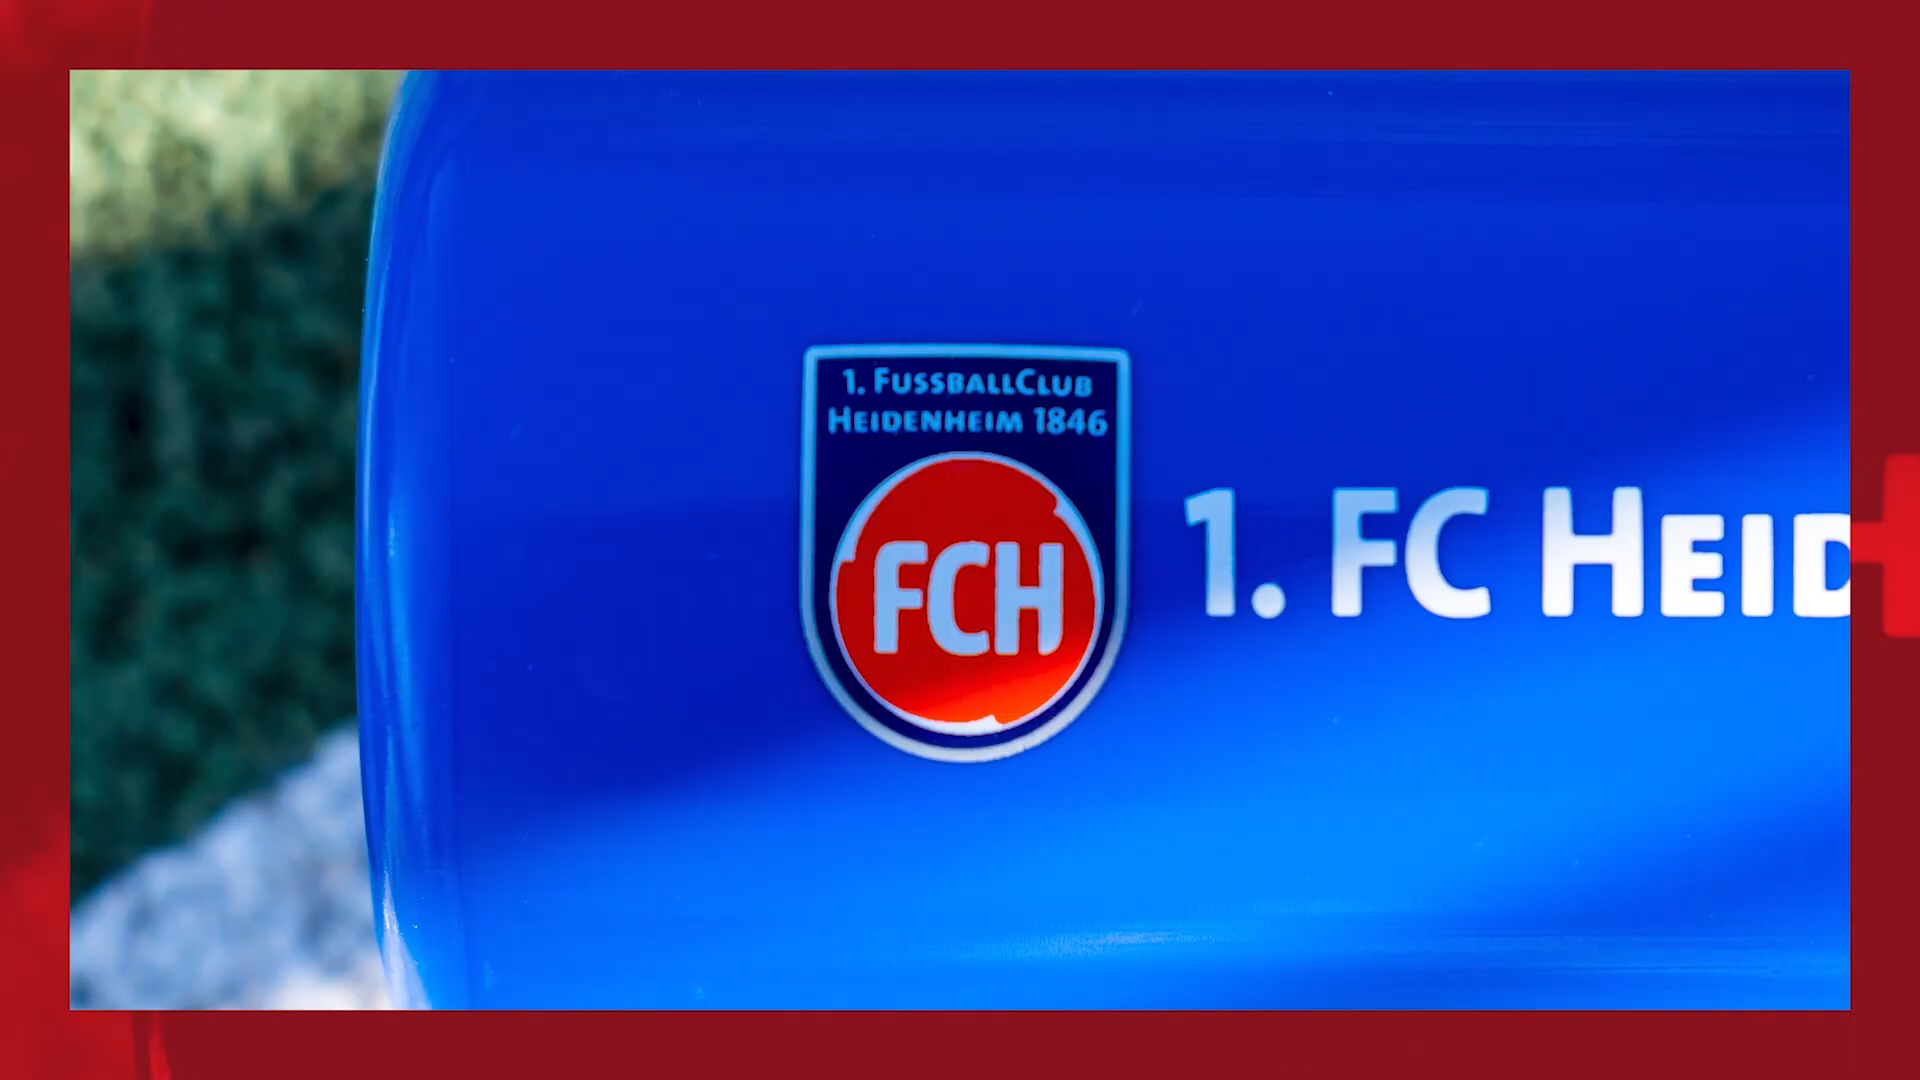 1. FUSSBALLCLUB
HEIDENHEIM 1846
FCH
1. FC HEID